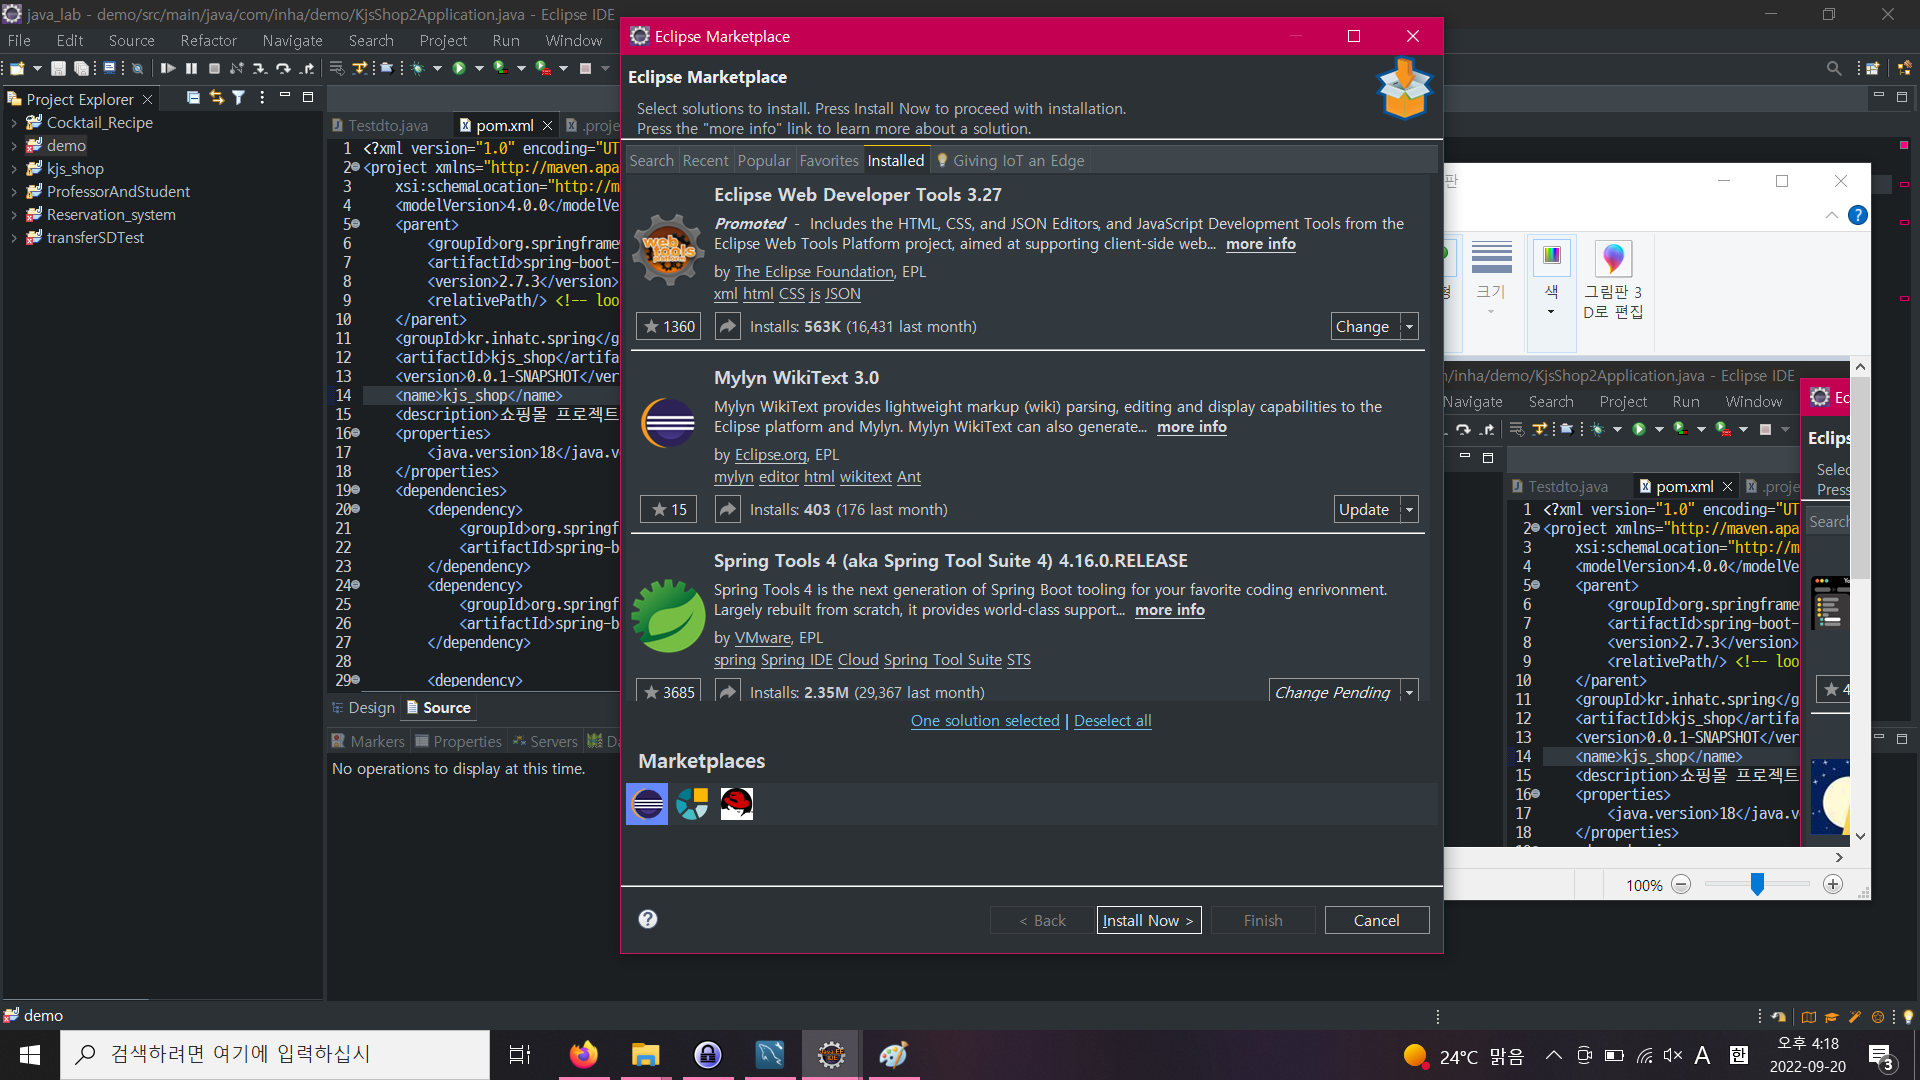 java_lab - demo/src/main/java/com/inha/demo/KjsShop2Application.java - Eclipse IDE
File Edit Source Refactor Navigate Search Project Run Window
Project Explorer
Cocktail_Recipe
demo
kjs_shop
ProfessorAndStudent
Reservation_system
transferSDTest
Testdto.java pom.xml .proje
1 <?xml version="1.0" encoding="UT
2 <project xmlns="http://maven.apa
3 xsi:schemaLocation="http://m
4 <modelVersion>4.0.0</modelVe
5 <parent>
6 <groupId>org.springframe
7 <artifactId>spring-boot-
8 <version>2.7.3</version>
9 <relativePath/> <!-- loo
10 </parent>
11 <groupId>kr.inhatc.spring</g
12 <artifactId>kjs_shop</artifa
13 <version>0.0.1-SNAPSHOT</ver
14 <name>kjs_shop</name>
15 <description>쇼핑몰 프로젝트
16 <properties>
17 <java.version>18</java.v
18 </properties>
19 <dependencies>
20 <dependency>
21 <groupId>org.springf
22 <artifactId>spring-b
23 </dependency>
24 <dependency>
25 <groupId>org.springf
26 <artifactId>spring-b
27 </dependency>
28
29 <dependency>
Design Source
Markers Properties Servers Da
No operations to display at this time.
Eclipse Marketplace
Eclipse Marketplace
Select solutions to install. Press Install Now to proceed with installation.
Press the "more info" link to learn more about a solution.
Search Recent Popular Favorites Installed Giving IoT an Edge
Eclipse Web Developer Tools 3.27
Promoted - Includes the HTML, CSS, and JSON Editors, and JavaScript Development Tools from the
Eclipse Web Tools Platform project, aimed at supporting client-side web... more info
by The Eclipse Foundation, EPL
xml html CSS js JSON
web tools platform
1360 Installs: 563K (16,431 last month) Change
Mylyn WikiText 3.0
Mylyn WikiText provides lightweight markup (wiki) parsing, editing and display capabilities to the
Eclipse platform and Mylyn. Mylyn WikiText can also generate... more info
by Eclipse.org, EPL
mylyn editor html wikitext Ant
15 Installs: 403 (176 last month) Update
Spring Tools 4 (aka Spring Tool Suite 4) 4.16.0.RELEASE
Spring Tools 4 is the next generation of Spring Boot tooling for your favorite coding enrivonment.
Largely rebuilt from scratch, it provides world-class support... more info
by VMware, EPL
spring Spring IDE Cloud Spring Tool Suite STS
3685 Installs: 2.35M (29,367 last month) Change Pending
One solution selected | Deselect all
Marketplaces
? < Back Install Now > Finish Cancel
판
?
형 크기 색 그림판 3
D로 편집
n/inha/demo/KjsShop2Application.java - Eclipse IDE
Navigate Search Project Run Window
Ec
Eclips
Selec
Press
Search
4
Testdto.java pom.xml .proje
1 <?xml version="1.0" encoding="UT
2 <project xmlns="http://maven.apa
3 xsi:schemaLocation="http://m
4 <modelVersion>4.0.0</modelVe
5 <parent>
6 <groupId>org.springframe
7 <artifactId>spring-boot-
8 <version>2.7.3</version>
9 <relativePath/> <!-- loo
10 </parent>
11 <groupId>kr.inhatc.spring</g
12 <artifactId>kjs_shop</artifa
13 <version>0.0.1-SNAPSHOT</ver
14 <name>kjs_shop</name>
15 <description>쇼핑몰 프로젝트
16 <properties>
17 <java.version>18</java.v
18 </properties>
100%
demo
검색하려면 여기에 입력하십시
24°C 맑음 A 한 오후 4:18
2022-09-20
3